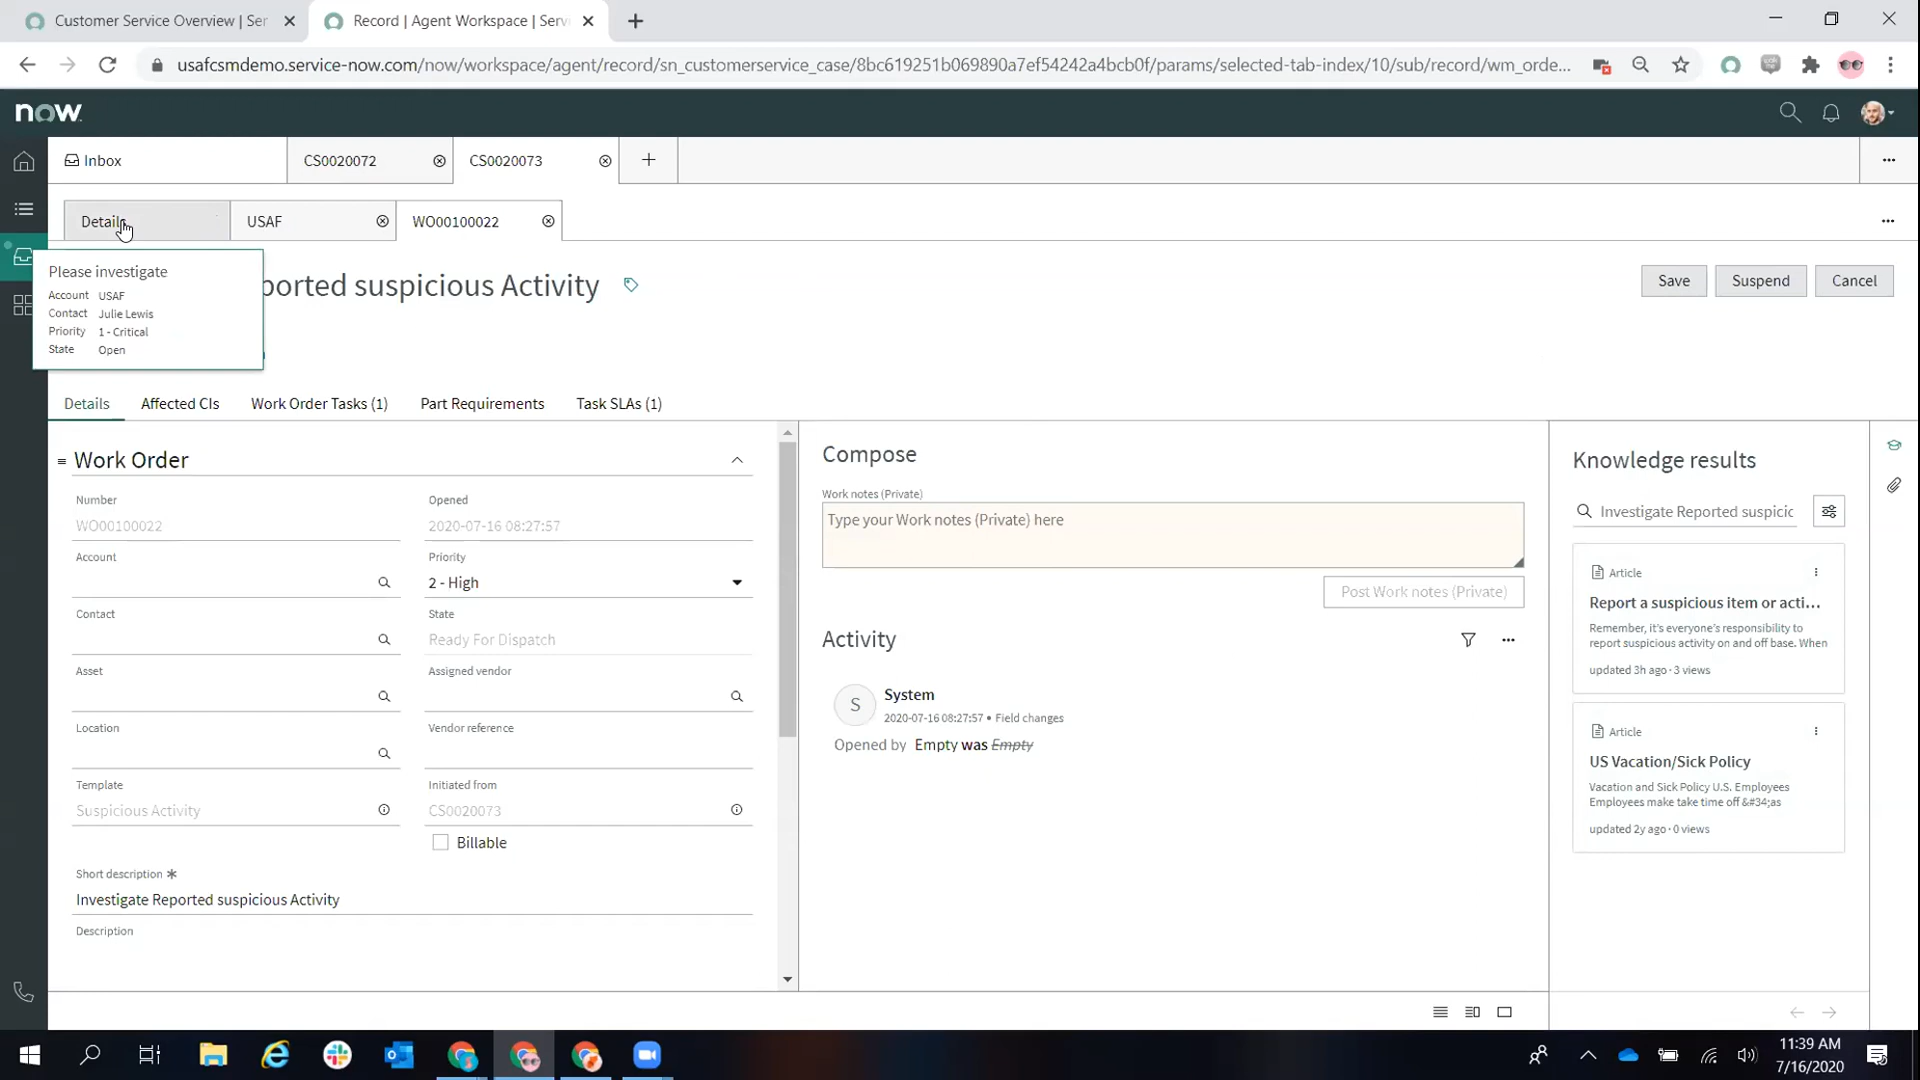 Customer Service Overview | Ser
Record | Agent Workspace | Servi
usafcsmdemo.service-now.com/now/workspace/agent/record/sn_customerservice_case/8bc619251b069890a7ef54242a4bcb0f/params/selected-tab-index/10/sub/record/wm_orde...
now.
Inbox
CS0020072
CS0020073
Details
USAF
WO00100022
Please investigate
Account USAF
Contact Julie Lewis
Priority 1 - Critical
State Open
ported suspicious Activity
Save
Suspend
Cancel
Details
Affected CIs
Work Order Tasks (1)
Part Requirements
Task SLAs (1)
Work Order
Number
WO00100022
Opened
2020-07-16 08:27:57
Account
Priority
2 - High
Contact
State
Ready For Dispatch
Asset
Assigned vendor
Location
Vendor reference
Template
Suspicious Activity
Initiated from
CS0020073
Billable
Short description
Investigate Reported suspicious Activity
Description
Compose
Work notes (Private)
Type your Work notes (Private) here
Post Work notes (Private)
Activity
S
System
2020-07-16 08:27:57 • Field changes
Opened by Empty was Empty
Knowledge results
Investigate Reported suspicic
Article
Report a suspicious item or acti...
Remember, it's everyone's responsibility to
report suspicious activity on and off base. When
updated 3h ago · 3 views
Article
US Vacation/Sick Policy
Vacation and Sick Policy U.S. Employees
Employees make take time off &#34;as
updated 2y ago · 0 views
11:39 AM
7/16/2020